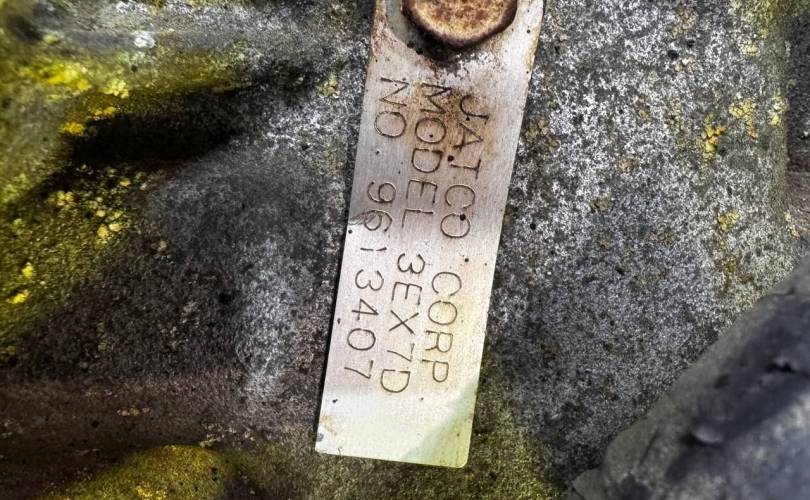 JATCO CORP
MODEL 3EX7D
NO. 9613407